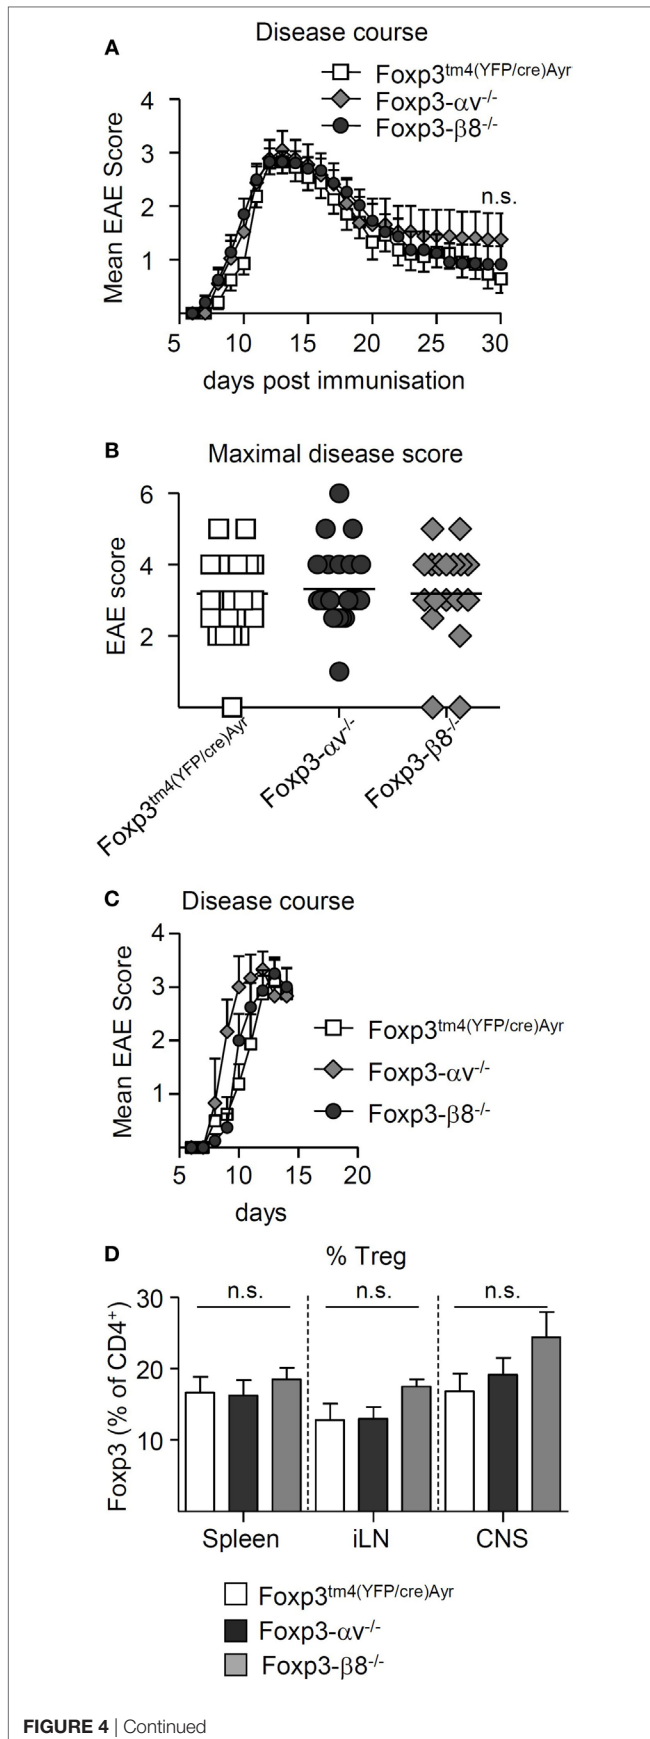 A
Disease course
Foxp3tm4(YFP/cre)Ayr
Foxp3-αv-/-
Foxp3-β8-/-
Mean EAE Score
4
3
2
1
n.s.
5 10 15 20 25 30
days post immunisation
B
Maximal disease score
EAE score
6
4
2
Foxp3tm4(YFP/cre)Ayr
Foxp3-αv-/-
Foxp3-β8-/-
C
Disease course
Mean EAE Score
4
3
2
1
Foxp3tm4(YFP/cre)Ayr
Foxp3-αv-/-
Foxp3-β8-/-
5 10 15 20
days
D
% Treg
Foxp3 (% of CD4+)
30
20
10
n.s. n.s. n.s.
Spleen iLN CNS
Foxp3tm4(YFP/cre)Ayr
Foxp3-αv-/-
Foxp3-β8-/-
FIGURE 4 | Continued